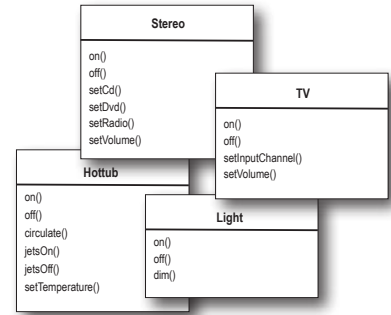 Stereo
on()
off()
setCd()
setDvd()
setRadio()
setVolume()
TV
on()
off()
setInputChannel()
setVolume()
Hottub
on()
off()
circulate()
jetsOn()
jetsOff()
setTemperature()
Light
on()
off()
dim()